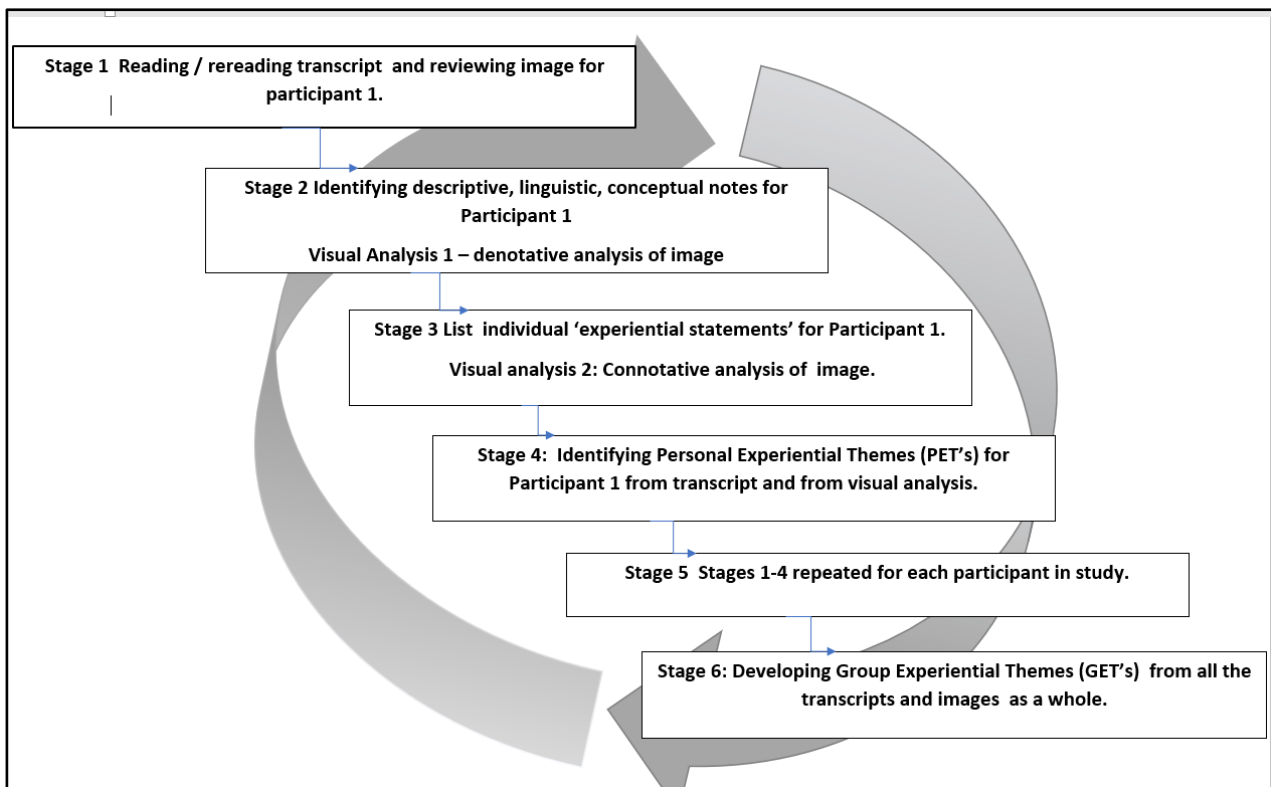 Stage 1  Reading / rereading transcript  and reviewing image for
participant 1.
Stage 2 Identifying descriptive, linguistic, conceptual notes for
Participant 1
Visual Analysis 1 – denotative analysis of image
Stage 3 List  individual ‘experiential statements’ for Participant 1.
Visual analysis 2: Connotative analysis of  image.
Stage 4:  Identifying Personal Experiential Themes (PET’s) for
Participant 1 from transcript and from visual analysis.
Stage 5  Stages 1-4 repeated for each participant in study.
Stage 6: Developing Group Experiential Themes (GET’s)  from all the
transcripts and images  as a whole.